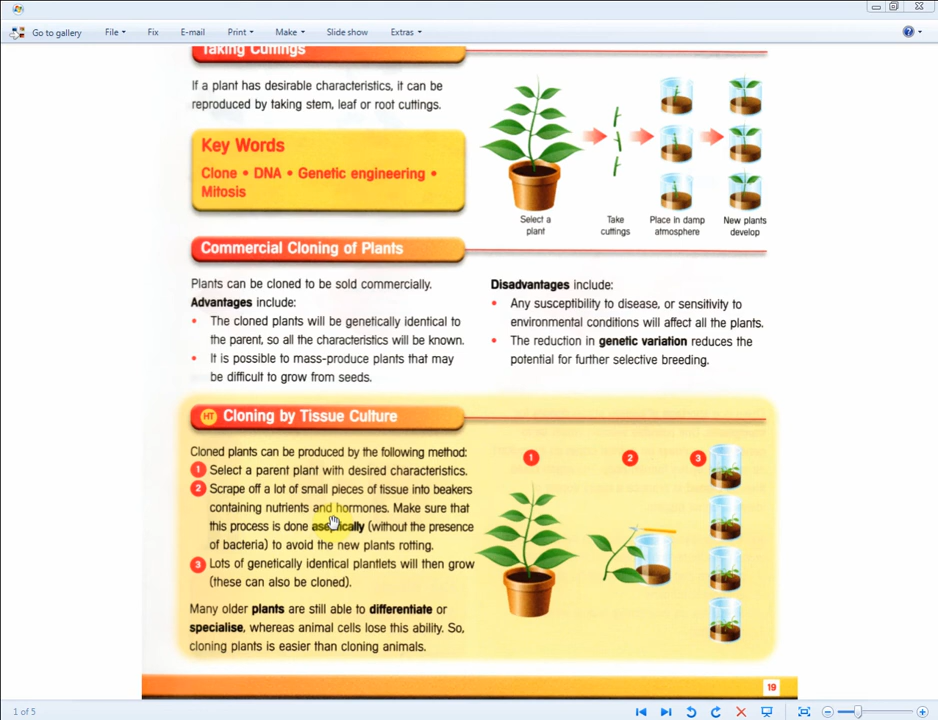 Go to gallery
File
Fix
E-mail
Print
Make
Slide show
Extras
Taking Cuttings
If a plant has desirable characteristics, it can be
reproduced by taking stem, leaf or root cuttings.
Key Words
Clone • DNA • Genetic engineering •
Mitosis
Select a
plant
Take
cuttings
Place in damp
atmosphere
New plants
develop
Commercial Cloning of Plants
Plants can be cloned to be sold commercially.
Advantages include:
• The cloned plants will be genetically identical to
the parent, so all the characteristics will be known.
• It is possible to mass-produce plants that may
be difficult to grow from seeds.
Disadvantages include:
• Any susceptibility to disease, or sensitivity to
environmental conditions will affect all the plants.
• The reduction in genetic variation reduces the
potential for further selective breeding.
HT Cloning by Tissue Culture
Cloned plants can be produced by the following method:
1 Select a parent plant with desired characteristics.
2 Scrape off a lot of small pieces of tissue into beakers
containing nutrients and hormones. Make sure that
this process is done aseptically (without the presence
of bacteria) to avoid the new plants rotting.
3 Lots of genetically identical plantlets will then grow
(these can also be cloned).
Many older plants are still able to differentiate or
specialise, whereas animal cells lose this ability. So,
cloning plants is easier than cloning animals.
1
2
3
19
1 of 5